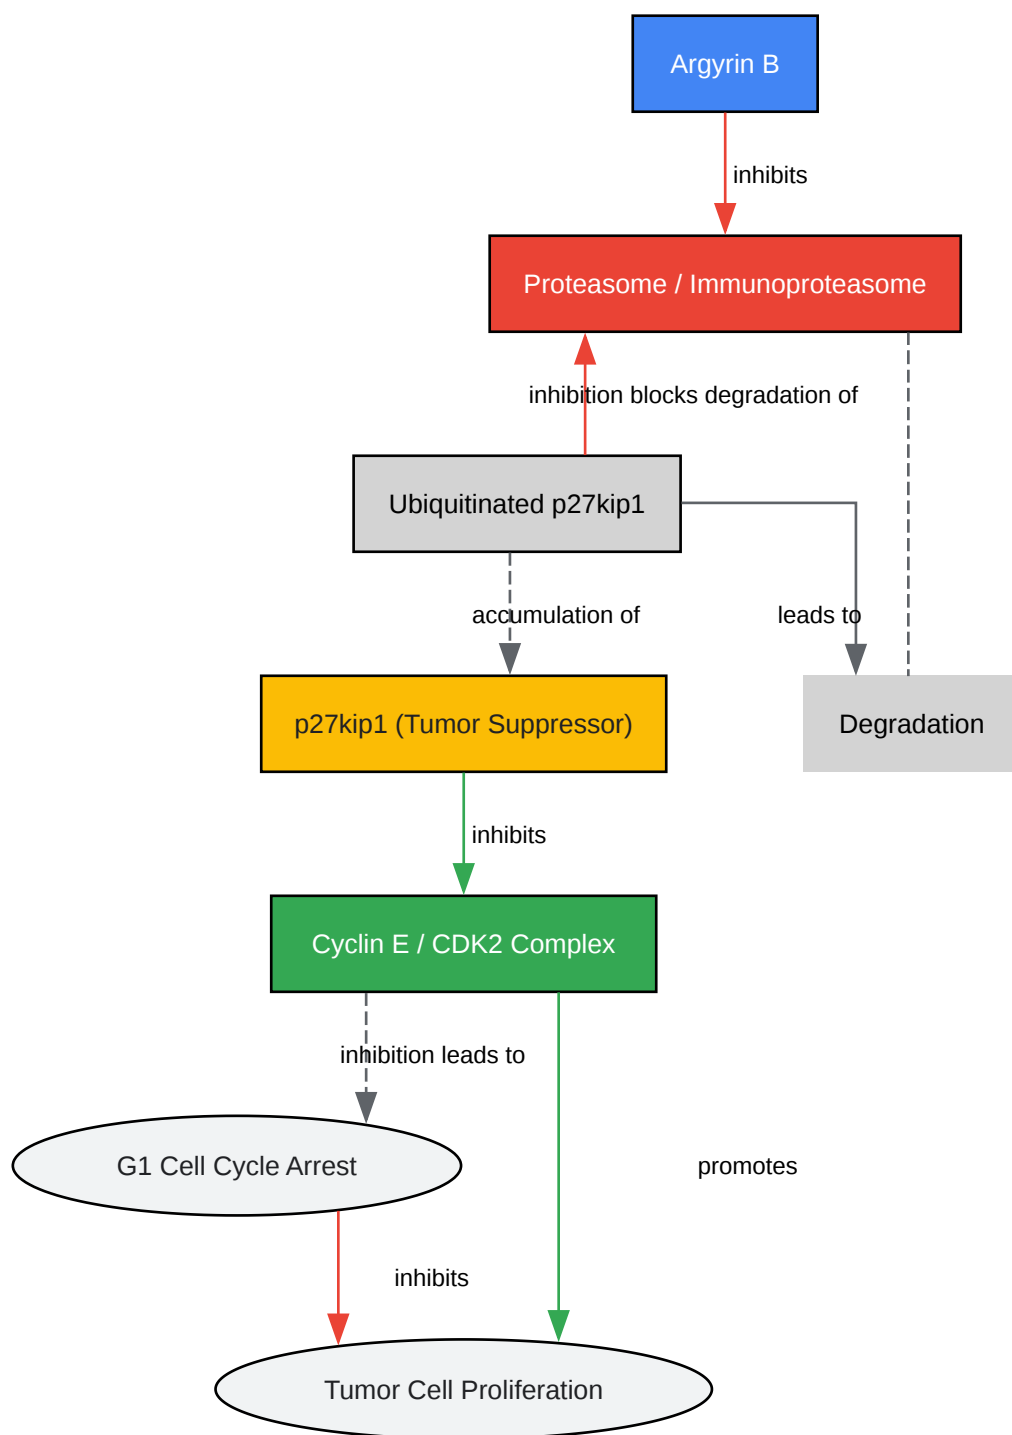 Argyrin B
inhibits
Proteasome / Immunoproteasome
inhibition blocks degradation of
Ubiquitinated p27kip1
accumulation of
leads to
p27kip1 (Tumor Suppressor)
Degradation
inhibits
Cyclin E / CDK2 Complex
inhibition leads to
G1 Cell Cycle Arrest
promotes
inhibits
Tumor Cell Proliferation